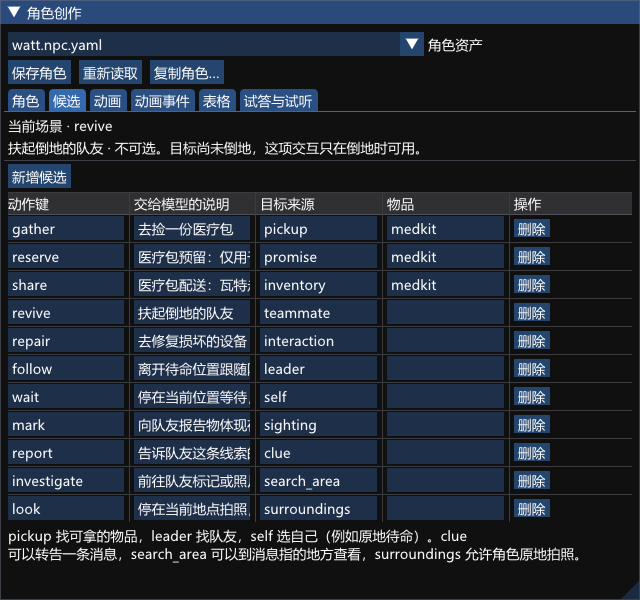 角色创作
watt.npc.yaml 角色资产
保存角色 重新读取 复制角色...
角色 候选 动画 动画事件 表格 试答与试听
当前场景 · revive
扶起倒地的队友 · 不可选。目标尚未倒地，这项交互只在倒地时可用。
新增候选
动作键 交给模型的说明 目标来源 物品 操作
gather 去捡一份医疗包 pickup medkit 删除
reserve 医疗包预留：仅用 promise medkit 删除
share 医疗包配送：瓦特 inventory medkit 删除
revive 扶起倒地的队友 teammate 删除
repair 去修复损坏的设备 interaction 删除
follow 离开待命位置跟随 leader 删除
wait 停在当前位置等待 self 删除
mark 向队友报告物体现 sighting 删除
report 告诉队友这条线索 clue 删除
investigate 前往队友标记或照 search_area 删除
look 停在当前地点拍照, surroundings 删除
pickup 找可拿的物品，leader 找队友，self 选自己（例如原地待命）。clue
可以转告一条消息，search_area 可以到消息指的地方查看，surroundings 允许角色原地拍照。